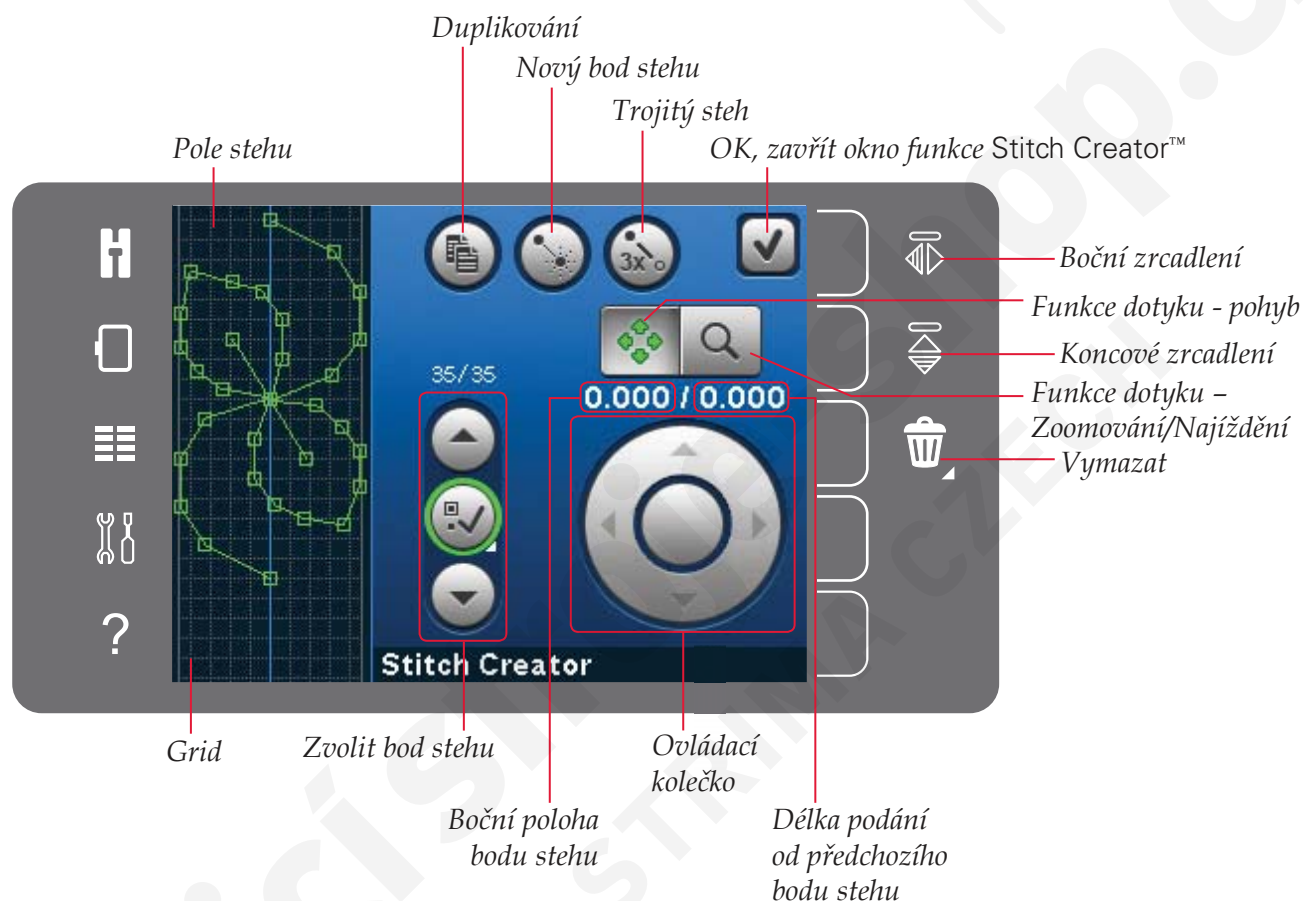 Duplikování
Nový bod stehu
Trojitý steh
Pole stehu
OK, zavřít okno funkce Stitch Creator™
3x
Boční zrcadlení
Funkce dotyku - pohyb
Koncové zrcadlení
35/35
0.000 / 0.000
Funkce dotyku –
Zoomování/Najíždění
Vymazat
?
Stitch Creator
Grid
Zvolit bod stehu
Ovládací
kolečko
Boční poloha
bodu stehu
Délka podání
od předchozího
bodu stehu
STRIMA CZECH